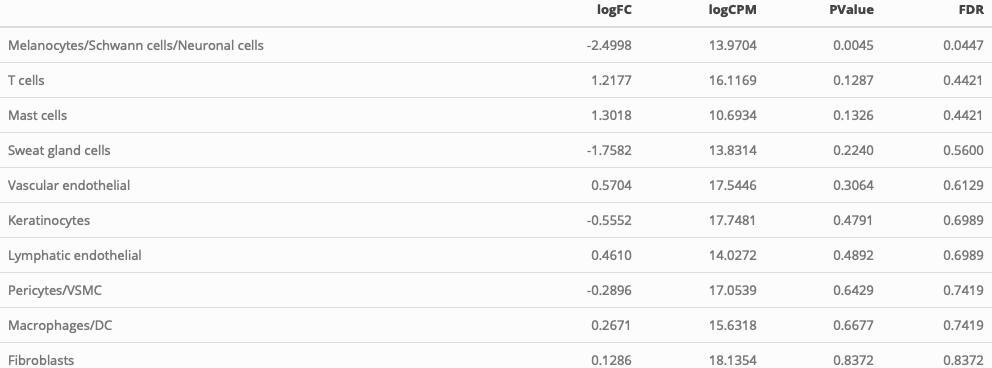 logFC logCPM PValue FDR
Melanocytes/Schwann cells/Neuronal cells -2.4998 13.9704 0.0045 0.0447
T cells 1.2177 16.1169 0.1287 0.4421
Mast cells 1.3018 10.6934 0.1326 0.4421
Sweat gland cells -1.7582 13.8314 0.2240 0.5600
Vascular endothelial 0.5704 17.5446 0.3064 0.6129
Keratinocytes -0.5552 17.7481 0.4791 0.6989
Lymphatic endothelial 0.4610 14.0272 0.4892 0.6989
Pericytes/VSMC -0.2896 17.0539 0.6429 0.7419
Macrophages/DC 0.2671 15.6318 0.6677 0.7419
Fibroblasts 0.1286 18.1354 0.8372 0.8372